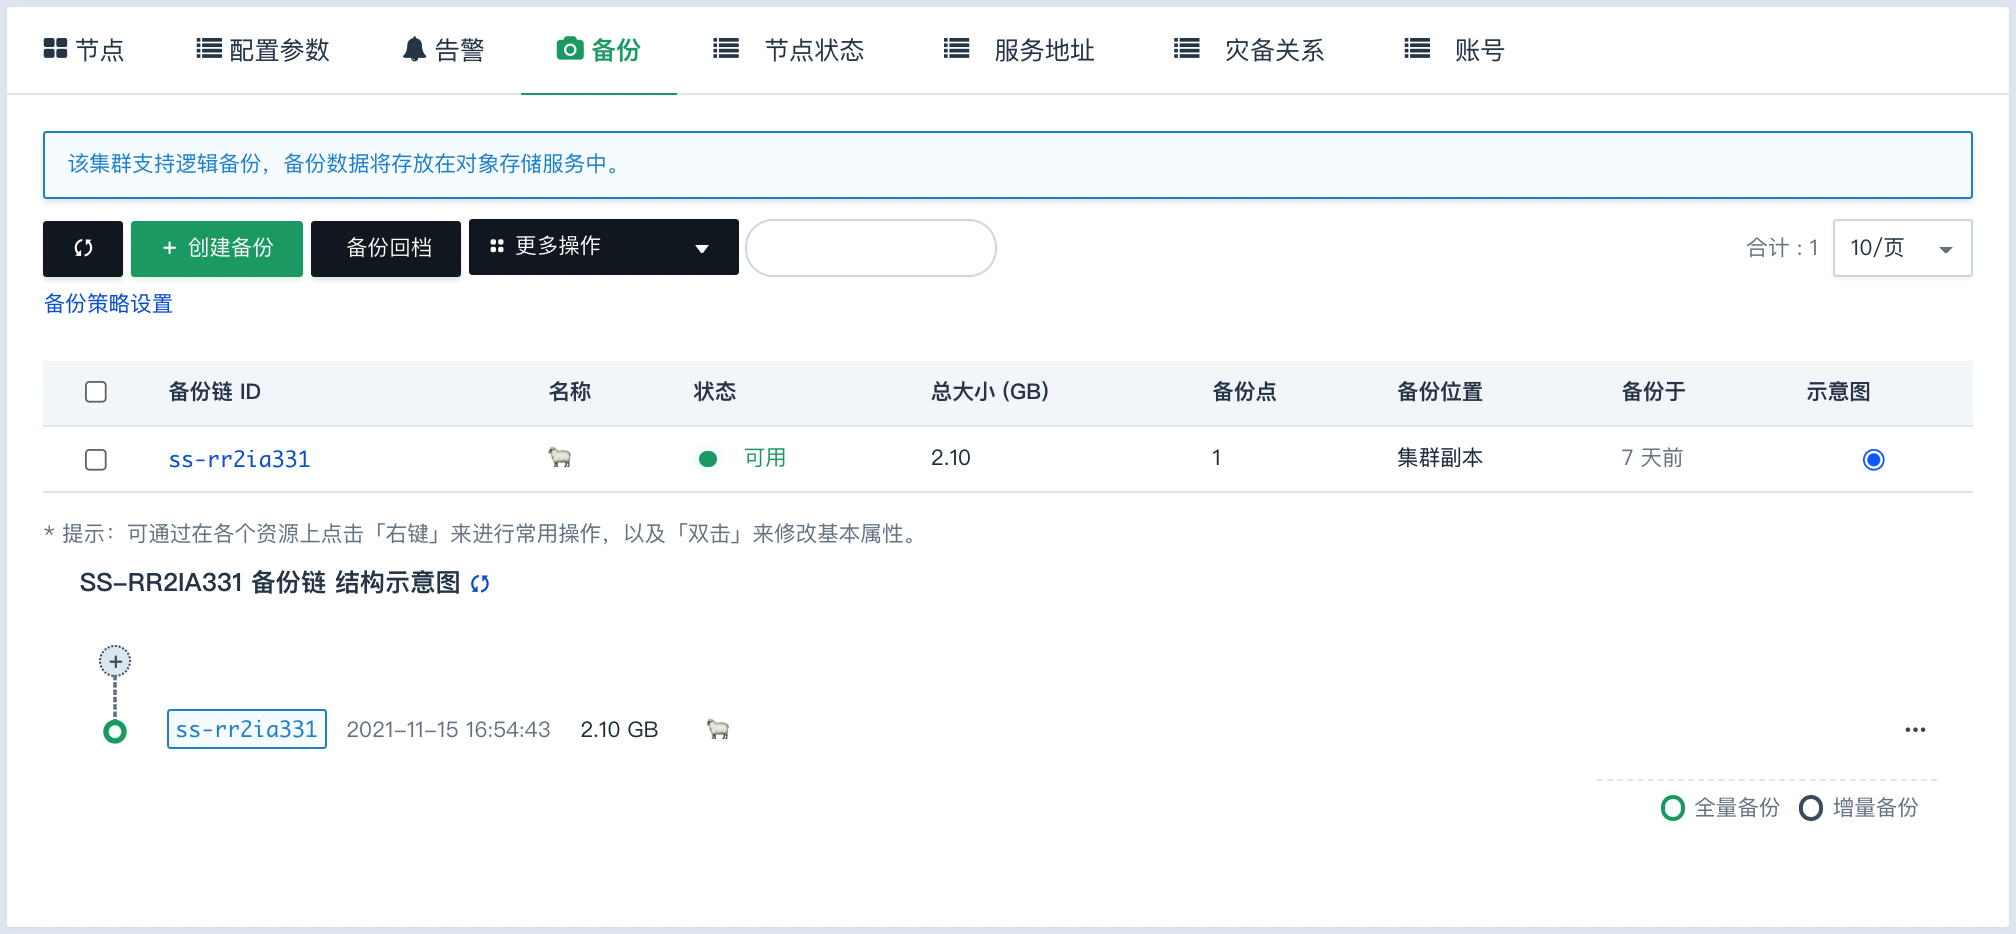 节点 配置参数 告警 备份 节点状态 服务地址 灾备关系 账号
该集群支持逻辑备份，备份数据将存放在对象存储服务中。
+ 创建备份 备份回档 更多操作 合计：1 10/页
备份策略设置
备份链 ID 名称 状态 总大小 (GB) 备份点 备份位置 备份于 示意图
ss-rr2ia331 🐑 可用 2.10 1 集群副本 7 天前
* 提示：可通过在各个资源上点击「右键」来进行常用操作，以及「双击」来修改基本属性。
SS-RR2IA331 备份链 结构示意图
ss-rr2ia331 2021-11-15 16:54:43 2.10 GB 🐑 •••
全量备份 增量备份